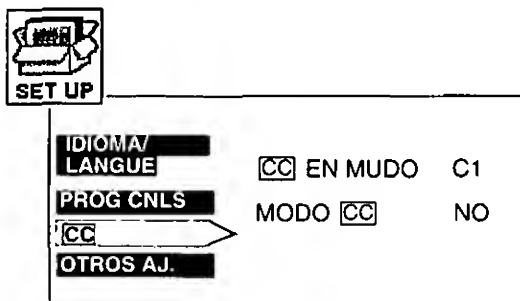 SET UP
IDIOMA/
LANGUE
PROG CNLS
CC
OTROS AJ.
CC EN MUDO C1
MODO CC NO